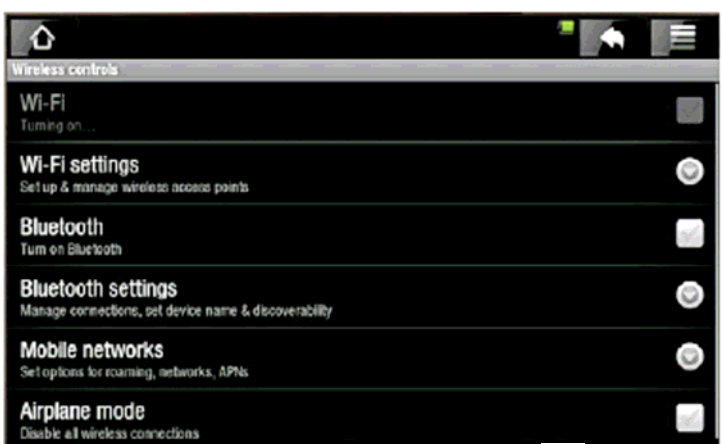 Wireless controls
Wi-Fi
Turning on...
Wi-Fi settings
Set up & manage wireless access points
Bluetooth
Turn on Bluetooth
Bluetooth settings
Manage connections, set device name & discoverability
Mobile networks
Set options for roaming, networks, APNs
Airplane mode
Disable all wireless connections